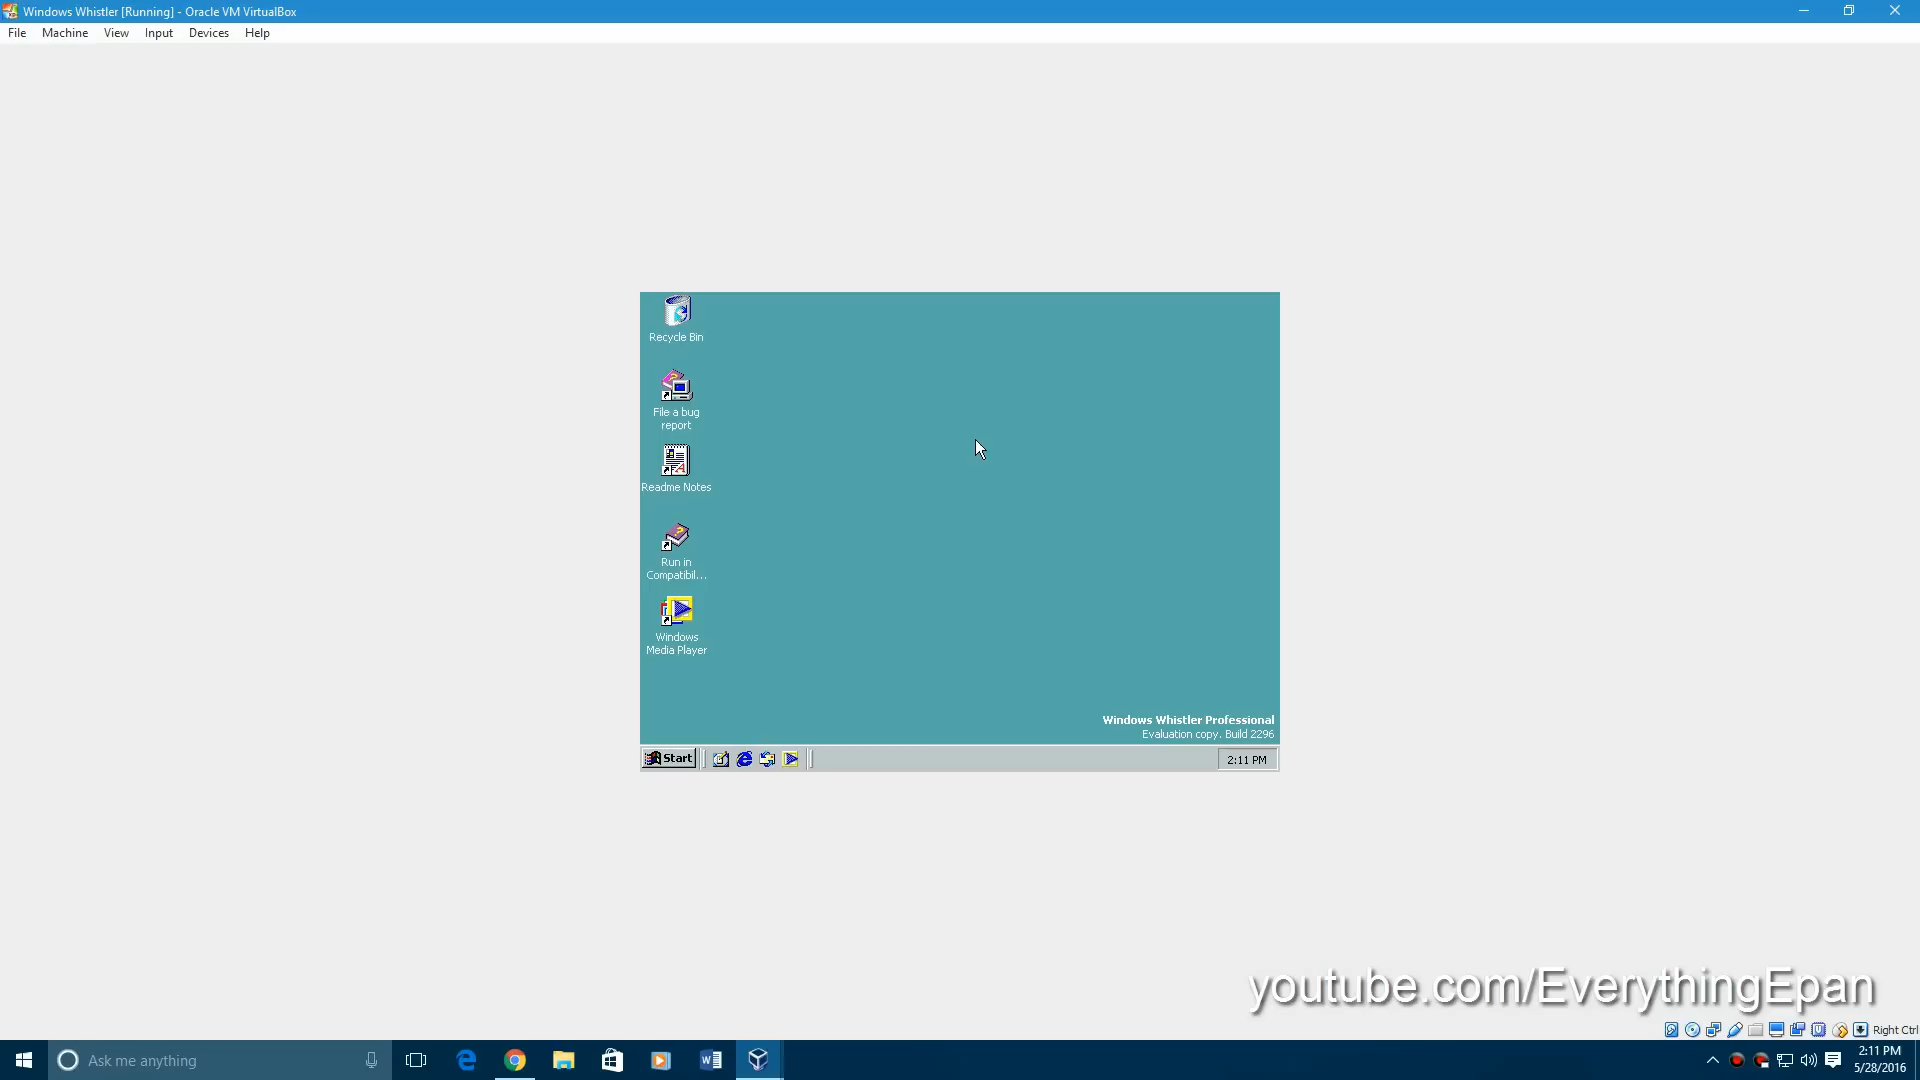 Windows Whistler [Running] - Oracle VM VirtualBox
File Machine View Input Devices Help
Recycle Bin
File a bug
report
Readme Notes
Run in
Compatibil...
Windows
Media Player
Windows Whistler Professional
Evaluation copy. Build 2296
Start
2:11 PM
youtube.com/EverythingEpan
Right Ctrl
Ask me anything
2:11 PM
5/28/2016